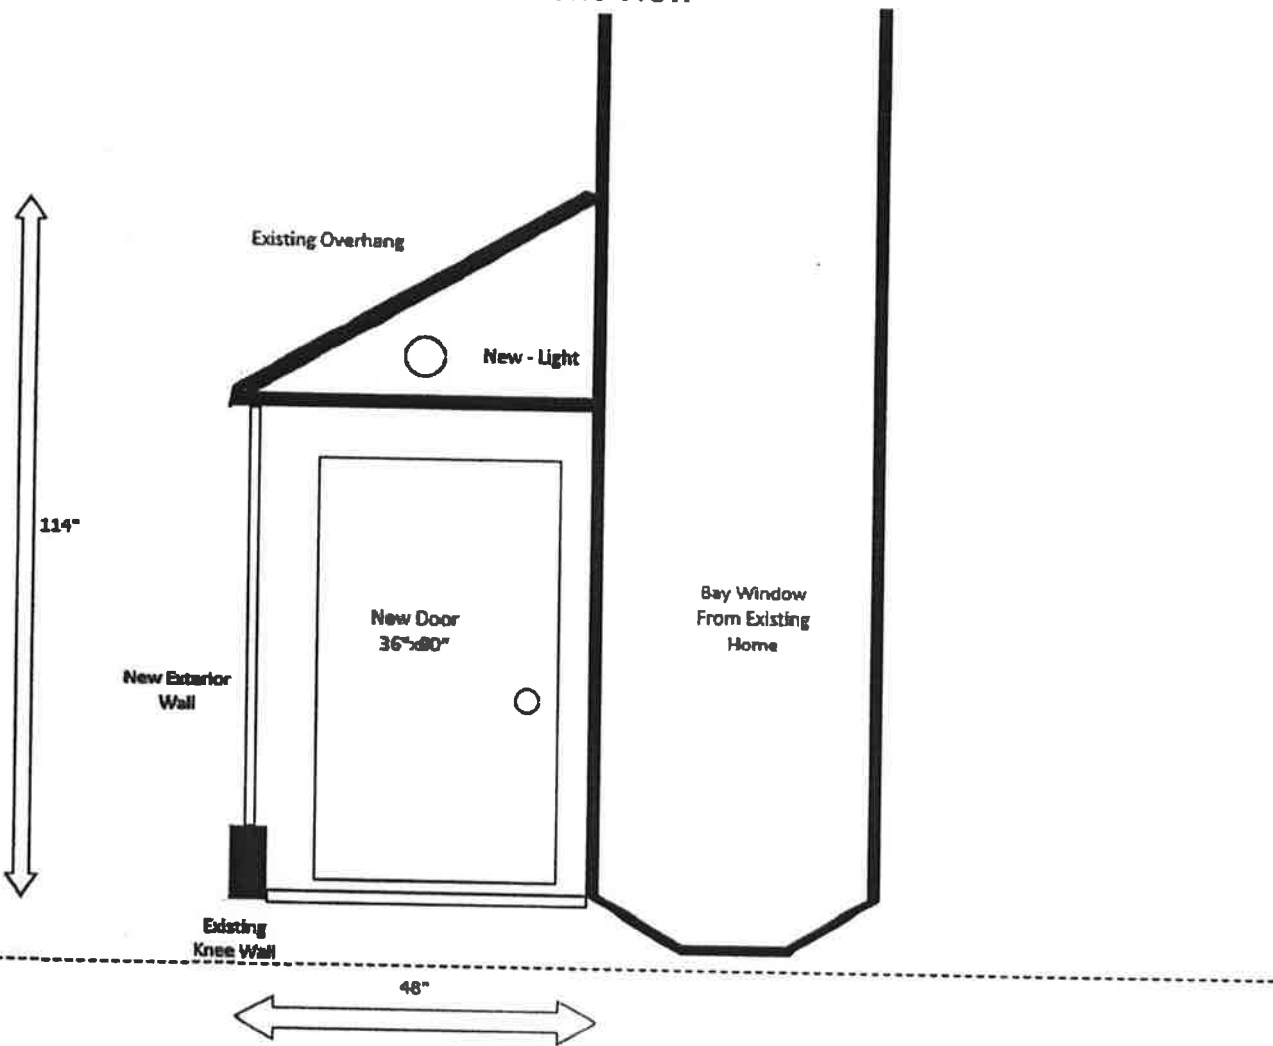 Existing Overhang
New - Light
114"
New Door
36"x80"
Bay Window
From Existing
Home
New Exterior
Wall
Existing
Knee Wall
48"